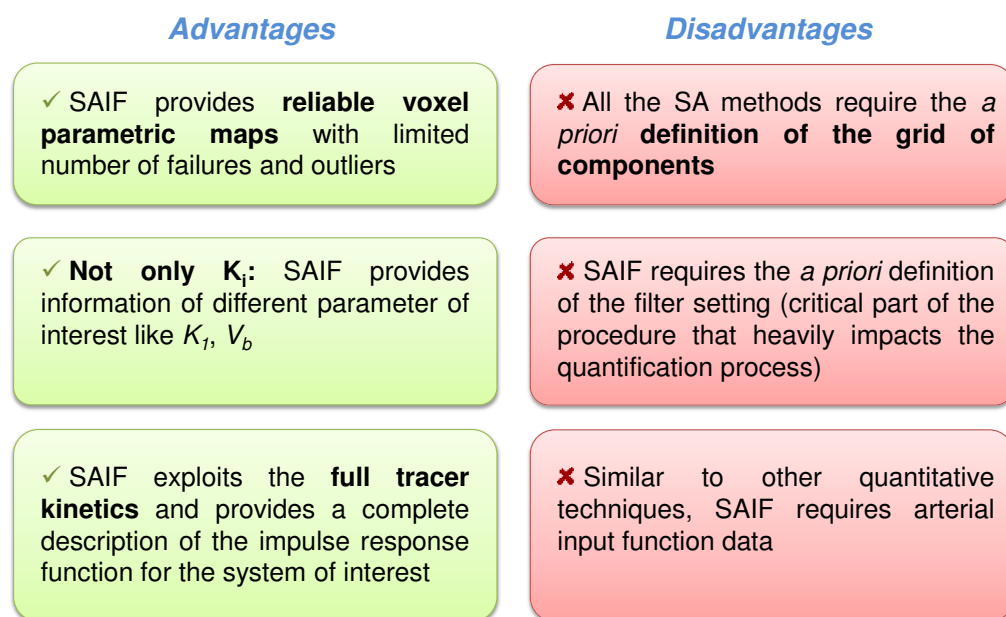 Advantages
✓ SAIF provides reliable voxel
parametric maps with limited
number of failures and outliers
✓ Not only Ki: SAIF provides
information of different parameter of
interest like K1, Vb
✓ SAIF exploits the full tracer
kinetics and provides a complete
description of the impulse response
function for the system of interest
Disadvantages
✖ All the SA methods require the a
priori definition of the grid of
components
✖ SAIF requires the a priori definition
of the filter setting (critical part of the
procedure that heavily impacts the
quantification process)
✖ Similar to other quantitative
techniques, SAIF requires arterial
input function data